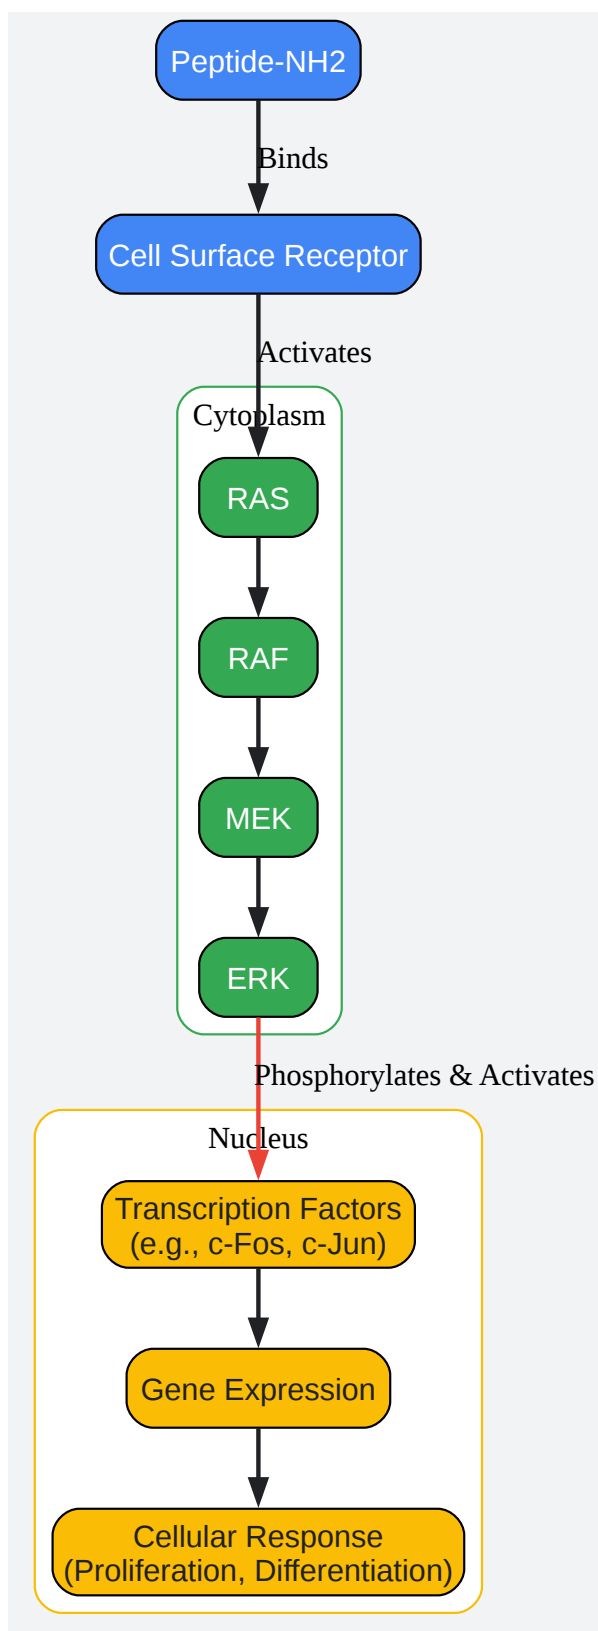 Peptide-NH2
Binds
Cell Surface Receptor
Activates
Cytoplasm
RAS
RAF
MEK
ERK
Phosphorylates & Activates
Nucleus
Transcription Factors
(e.g., c-Fos, c-Jun)
Gene Expression
Cellular Response
(Proliferation, Differentiation)